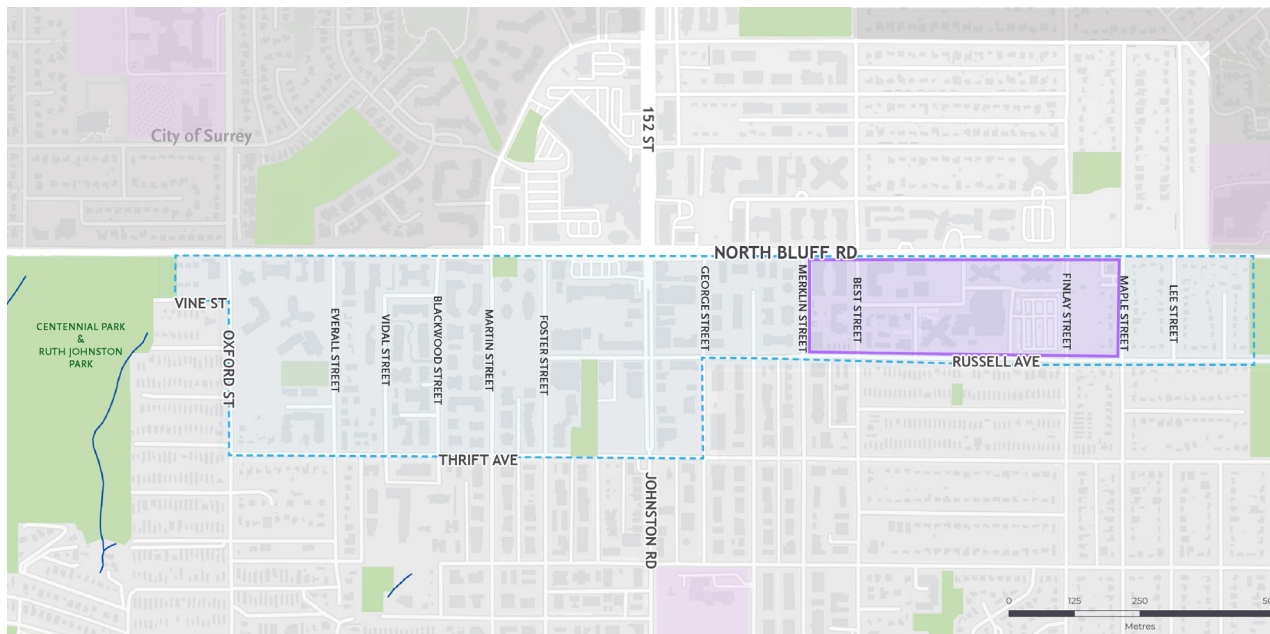 City of Surrey
152 ST
NORTH BLUFF RD
VINE ST
CENTENNIAL PARK
&
RUTH JOHNSTON
PARK
OXFORD ST
EVERALL STREET
VIDAL STREET
BLACKWOOD STREET
MARTIN STREET
FOSTER STREET
GEORGE STREET
MERKLIN STREET
BEST STREET
FINLAY STREET
MAPLE STREET
LEE STREET
RUSSELL AVE
THRIFT AVE
JOHNSTON RD
0 125 250
Metres